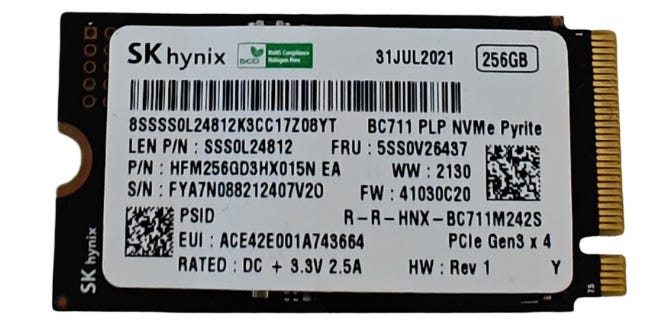 SK hynix
ECO
RoHS Compliance
Halogen Free
31JUL2021
256GB
8SSSS0L24812K3CC17Z08YT BC711 PLP NVMe Pyrite
LEN P/N : SSS0L24812 FRU : 5SS0V26437
P/N : HFM256GD3HX015N EA WW : 2130
S/N : FYA7N088212407V20 FW : 41030C20
PSID R-R-HNX-BC711M242S
EUI : ACE42E001A743664 PCIe Gen3 x 4
RATED : DC + 3.3V 2.5A HW : Rev 1 Y
SK hynix
75